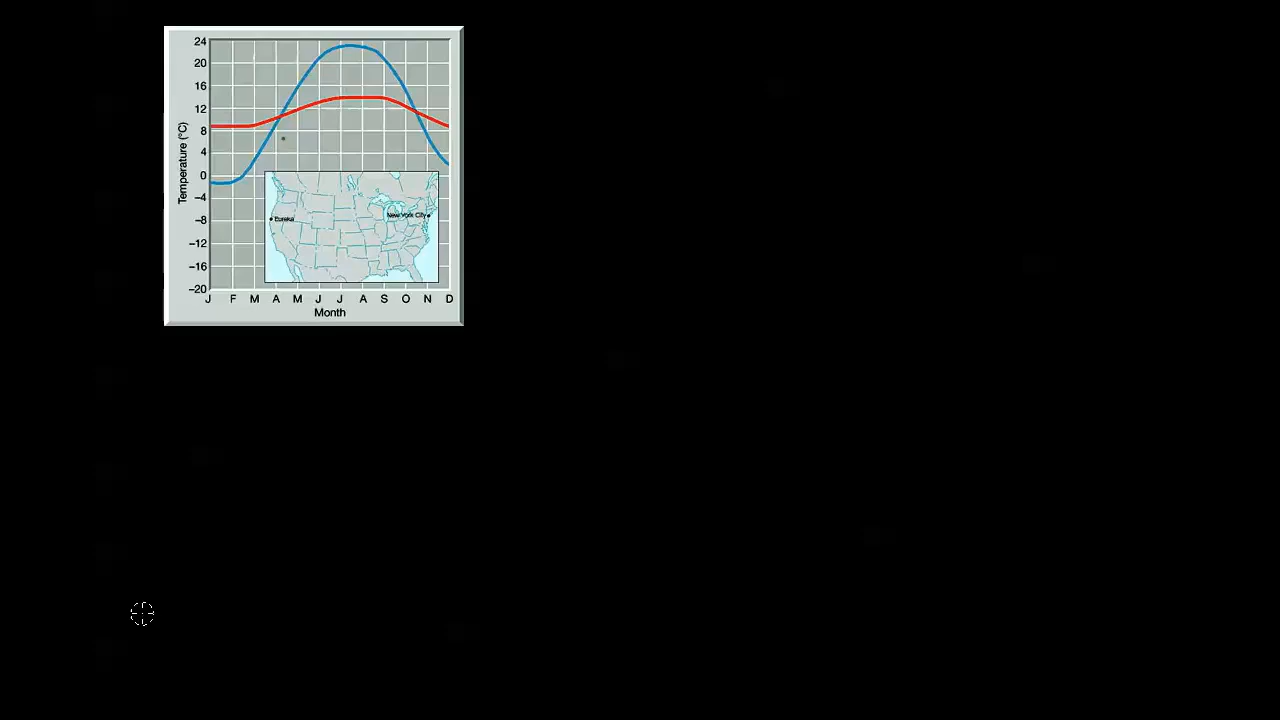 24
20
16
12
8
4
0
−4
−8
−12
−16
−20
Temperature (°C)
Eureka
New York City
J F M A M J J A S O N D
Month